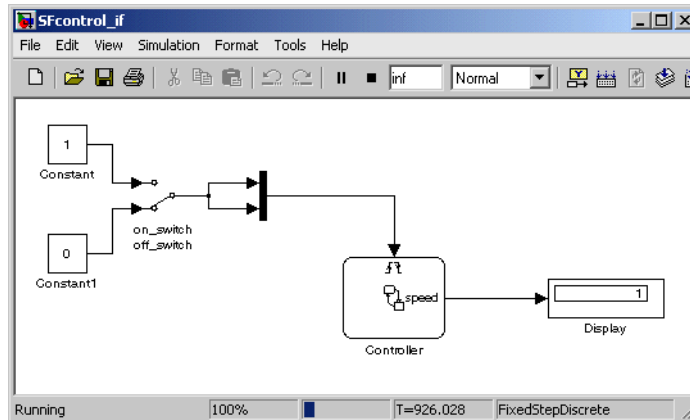 SFcontrol_if
File Edit View Simulation Format Tools Help
inf Normal
1
Constant
on_switch
off_switch
0
Constant1
speed
Controller
1
Display
Running 100% T=926.028 FixedStepDiscrete